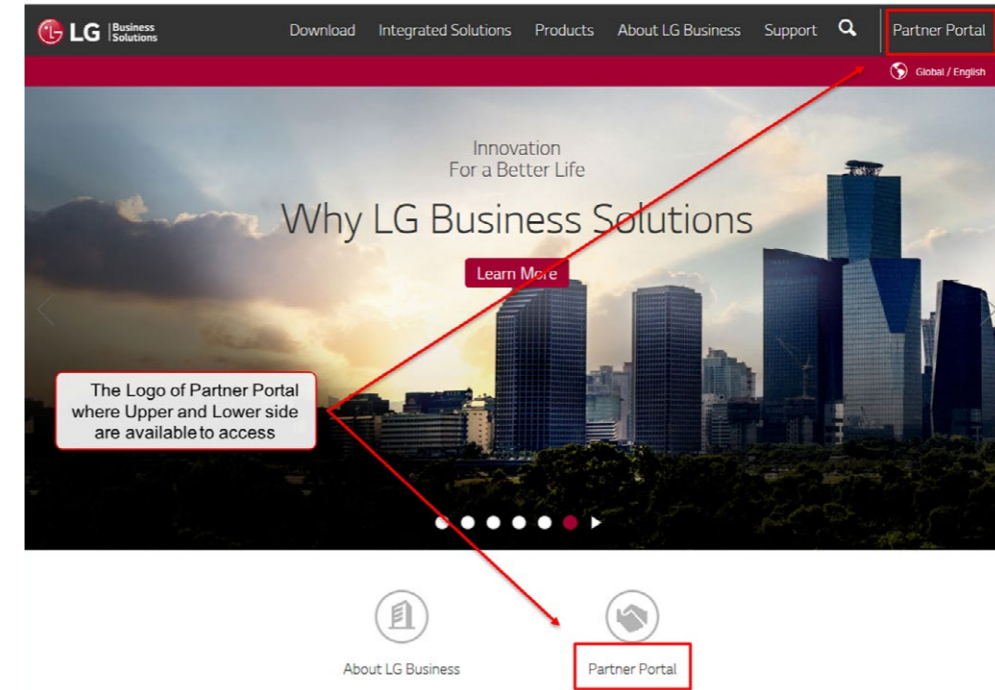 LG Business Solutions
Download Integrated Solutions Products About LG Business Support Partner Portal
Global / English
Innovation
For a Better Life
Why LG Business Solutions
Learn More
The Logo of Partner Portal
where Upper and Lower side
are available to access
About LG Business Partner Portal